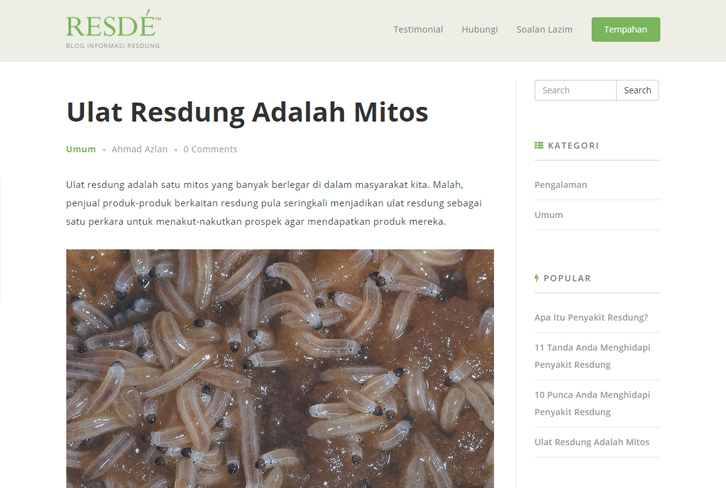 RESDÉ™
BLOG INFORMASI RESDUNG
Testimonial Hubungi Soalan Lazim Tempahan
Ulat Resdung Adalah Mitos
Umum Ahmad Azlan 0 Comments
Ulat resdung adalah satu mitos yang banyak berlegar di dalam masyarakat kita. Malah,
penjual produk-produk berkaitan resdung pula seringkali menjadikan ulat resdung sebagai
satu perkara untuk menakut-nakutkan prospek agar mendapatkan produk mereka.
Search Search
KATEGORI
Pengalaman
Umum
POPULAR
Apa Itu Penyakit Resdung?
11 Tanda Anda Menghidapi
Penyakit Resdung
10 Punca Anda Menghidapi
Penyakit Resdung
Ulat Resdung Adalah Mitos